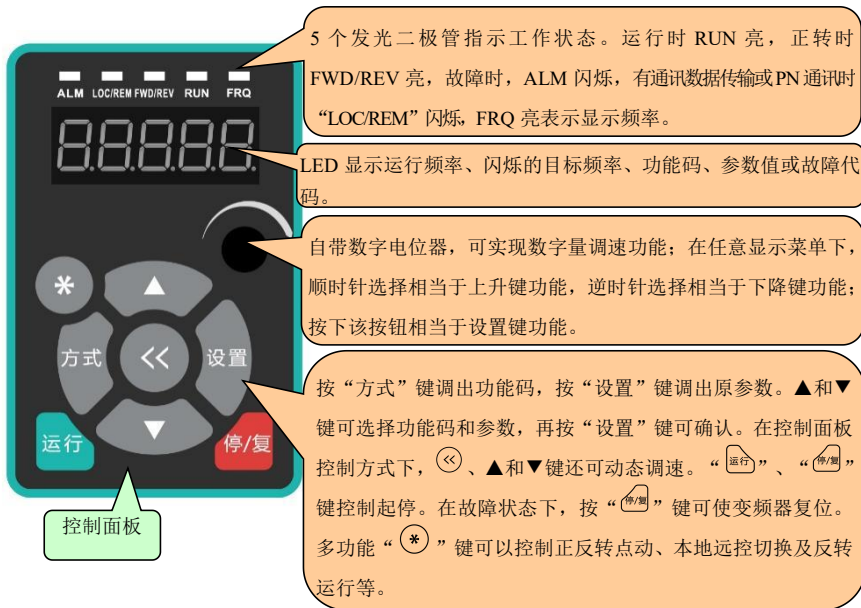 5 个发光二极管指示工作状态。运行时 RUN 亮，正转时
FWD/REV 亮，故障时，ALM 闪烁，有通讯数据传输或 PN 通讯时
“LOC/REM”闪烁，FRQ 亮表示显示频率。
ALM LOC/REM FWD/REV RUN FRQ
8.8.8.8.8.
LED 显示运行频率、闪烁的目标频率、功能码、参数值或故障代
码。
自带数字电位器，可实现数字量调速功能；在任意显示菜单下，
顺时针选择相当于上升键功能，逆时针选择相当于下降键功能；
按下该按钮相当于设置键功能。
*
▲
方式 << 设置
▼
运行 停/复
控制面板
按“方式”键调出功能码，按“设置”键调出原参数。▲和▼
键可选择功能码和参数，再按“设置”键可确认。在控制面板
控制方式下，<<、▲和▼键还可动态调速。“运行”、“停/复”
键控制起停。在故障状态下，按“停/复”键可使变频器复位。
多功能“*”键可以控制正反转点动、本地远控切换及反转
运行等。